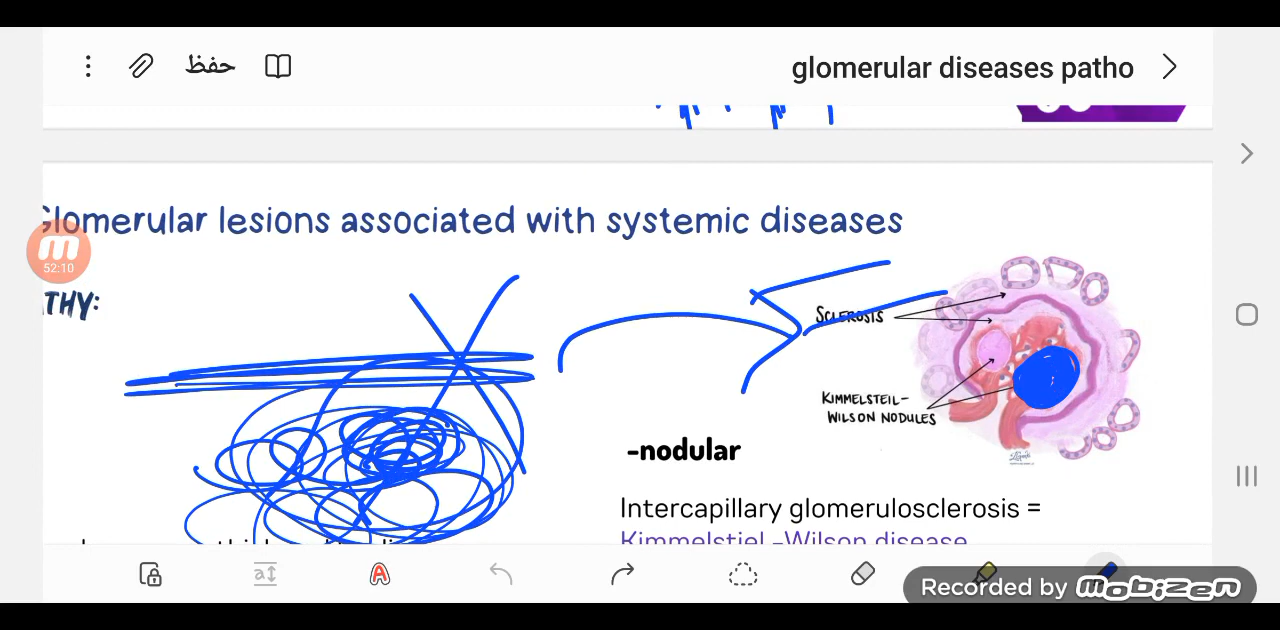 حفظ
glomerular diseases patho
Glomerular lesions associated with systemic diseases
52:10
THY:
SCLEROSIS
KIMMELSTEIL-
WILSON NODULES
-nodular
Intercapillary glomerulosclerosis =
Kimmelstiel -Wilson disease
Recorded by mobizen